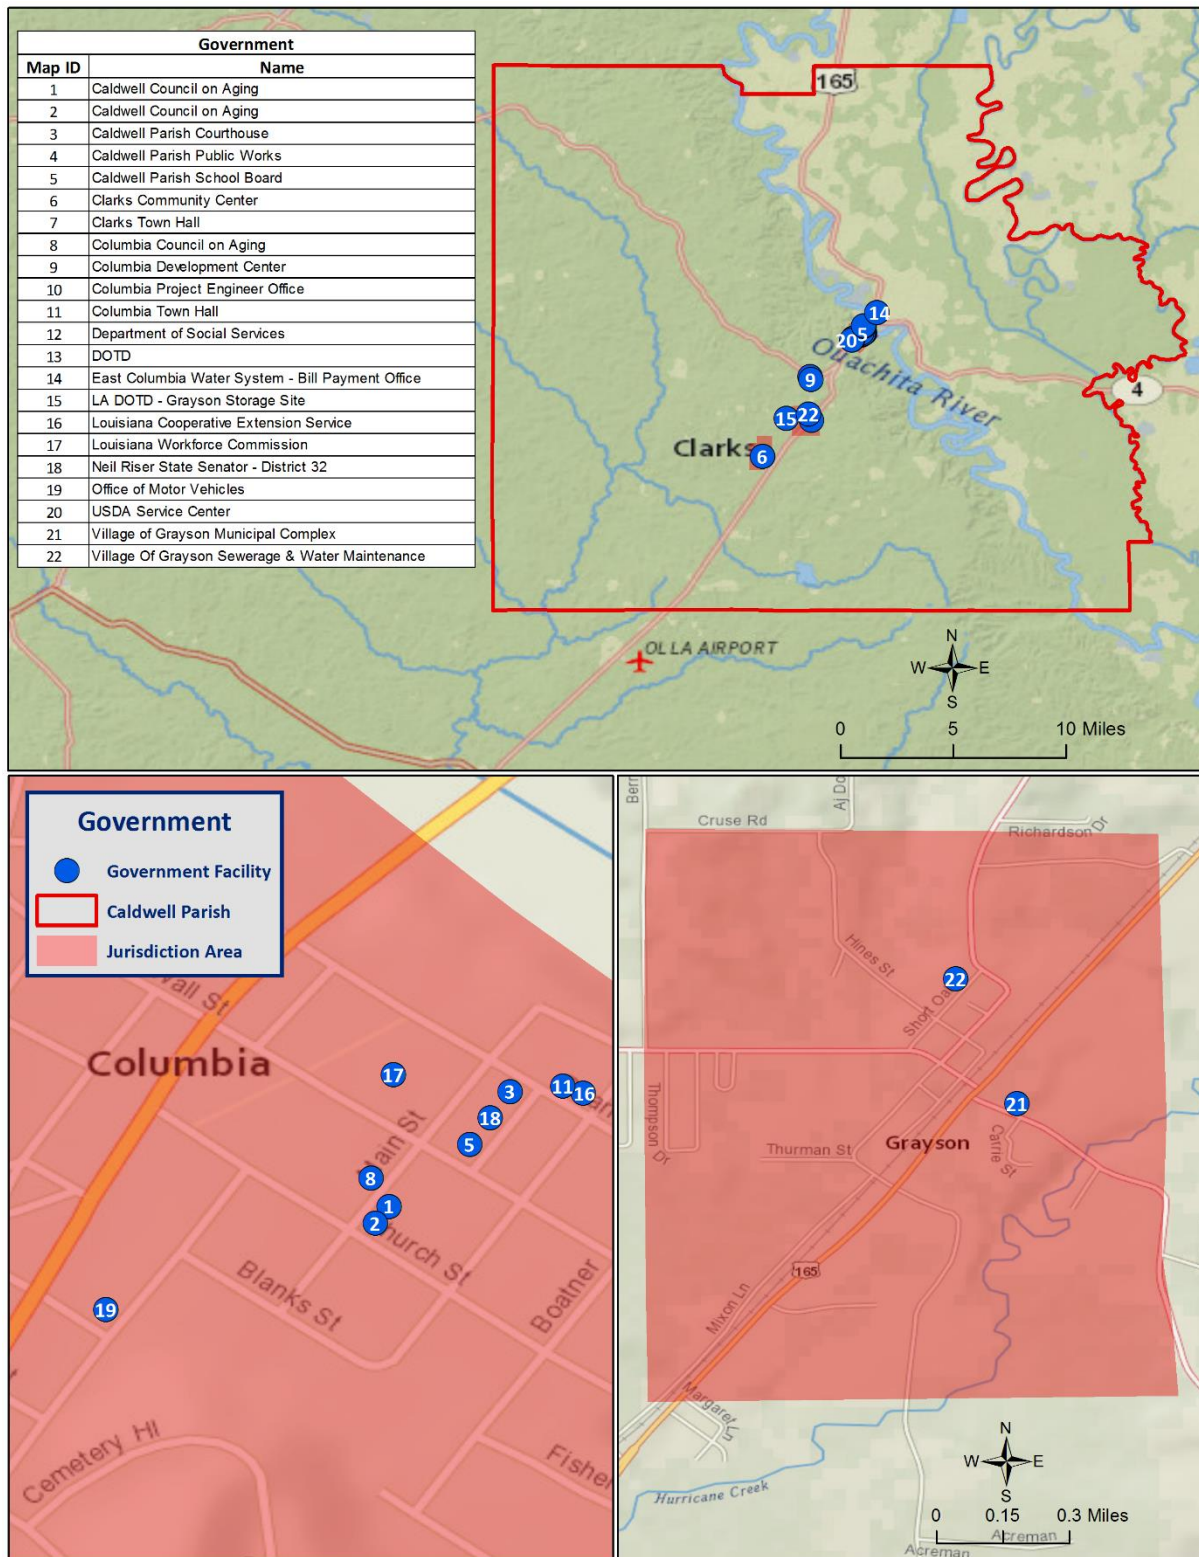 Government
Map ID Name
1 Caldwell Council on Aging
2 Caldwell Council on Aging
3 Caldwell Parish Courthouse
4 Caldwell Parish Public Works
5 Caldwell Parish School Board
6 Clarks Community Center
7 Clarks Town Hall
8 Columbia Council on Aging
9 Columbia Development Center
10 Columbia Project Engineer Office
11 Columbia Town Hall
12 Department of Social Services
13 DOTD
14 East Columbia Water System - Bill Payment Office
15 LA DOTD - Grayson Storage Site
16 Louisiana Cooperative Extension Service
17 Louisiana Workforce Commission
18 Neil Riser State Senator - District 32
19 Office of Motor Vehicles
20 USDA Service Center
21 Village of Grayson Municipal Complex
22 Village Of Grayson Sewerage & Water Maintenance
165
14
5
20
Ouachita River
9
4
15 22
Clarks
6
OLLA AIRPORT
N
W E
S
0 5 10 Miles
Government
Government Facility
Caldwell Parish
Jurisdiction Area
Wall St
Columbia
17
3
11
16
18
5
Main St
8
1
2
Church St
Blanks St
Boatner
19
Cemetery Hl
Fisher
Cruse Rd
Richardson Dr
Hines St
22
Short Oa
Thompson Dr
21
Grayson
Catrie St
Thurman St
165
Mixon Ln
Margaret Ln
Hurricane Creek
N
W E
S
0 0.15 0.3 Miles
Acreman
Acreman